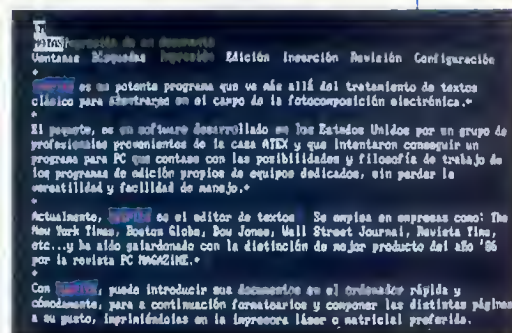 NOTAS
Impresión de un documento
Ventanas Búsquedas Impresión Edición Inserción Revisión Configuración
es un potente programa que va más allá del tratamiento de textos
clásico para adentrarse en el campo de la fotocomposición electrónica.
El paquete, es un software desarrollado en los Estados Unidos por un grupo de
profesionales provenientes de la casa ATEX y que intentaron conseguir un
programa para PC que contase con las posibilidades y filosofía de trabajo de
los programas de edición propios de equipos dedicados, sin perder la
versatilidad y facilidad de manejo.
Actualmente, es el editor de textos Se emplea en empresas como: The
New York Times, Boston Globe, Dow Jones, Wall Street Journal, Revista Time,
etc...y ha sido galardonado con la distinción de mejor producto del año '86
por la revista PC MAGAZINE.
Con puede introducir sus documentos en el ordenador rápida y
cómodamente, para a continuación formatearlos y componer las distintas páginas
a su gusto, imprimiéndolas en la impresora láser o matricial preferida.